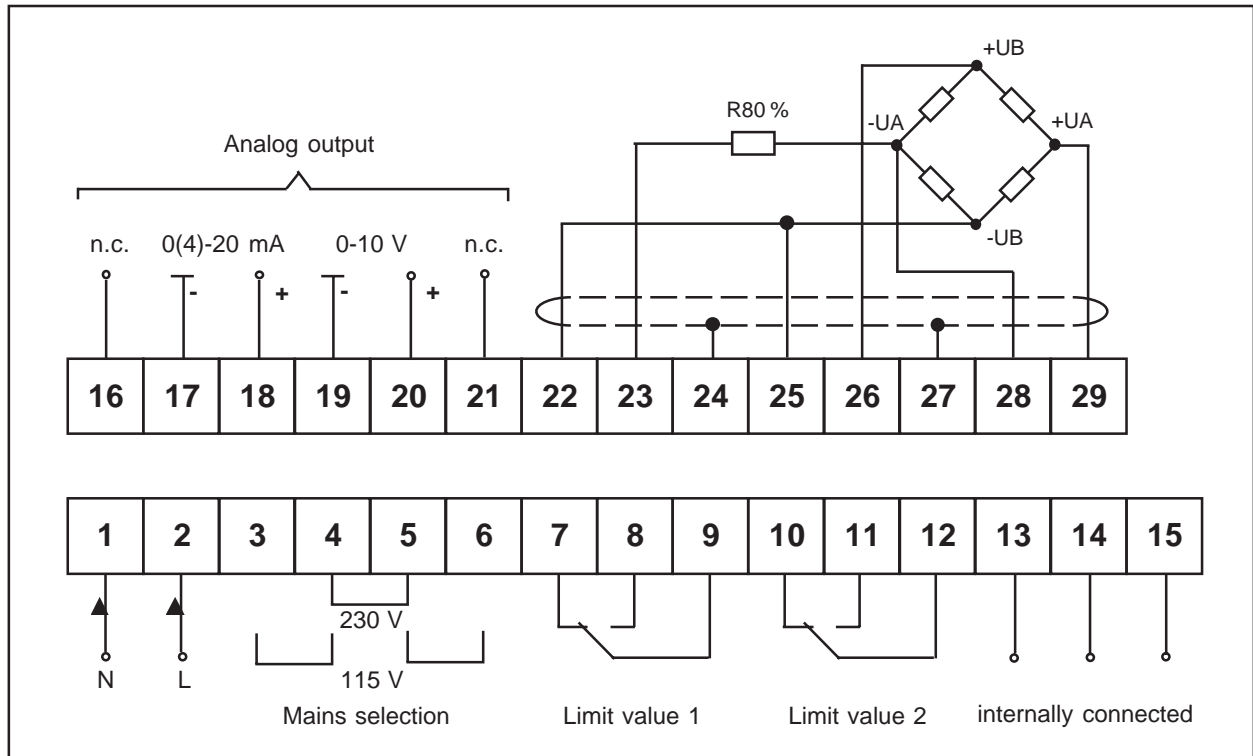 +UB
R80 %
-UA
+UA
Analog output
-UB
n.c.
0(4)-20 mA
0-10 V
n.c.
- + - +
16 17 18 19 20 21 22 23 24 25 26 27 28 29
1 2 3 4 5 6 7 8 9 10 11 12 13 14 15
230 V
N L
115 V
Mains selection
Limit value 1
Limit value 2
internally connected